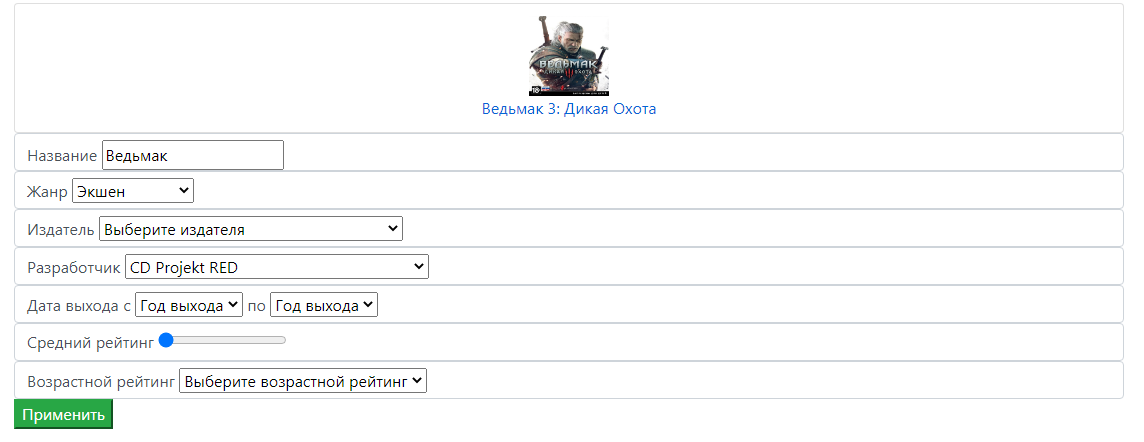 ВЕДЬМАК
ДИКАЯ ОХОТА
18
Ведьмак 3: Дикая Охота
Название Ведьмак
Жанр Экшен
Издатель Выберите издателя
Разработчик CD Projekt RED
Дата выхода с Год выхода по Год выхода
Средний рейтинг
Возрастной рейтинг Выберите возрастной рейтинг
Применить